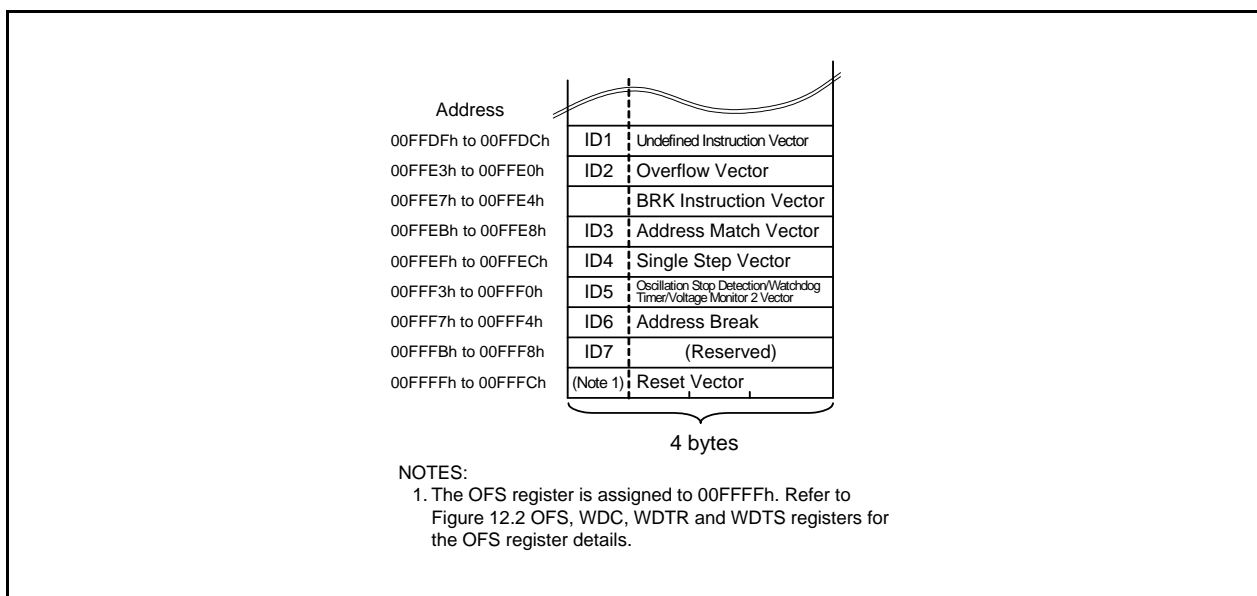 Address
00FFDFh to 00FFDCh ID1 Undefined Instruction Vector
00FFE3h to 00FFE0h ID2 Overflow Vector
00FFE7h to 00FFE4h BRK Instruction Vector
00FFEBh to 00FFE8h ID3 Address Match Vector
00FFEFh to 00FFECh ID4 Single Step Vector
00FFF3h to 00FFF0h ID5 Oscillation Stop Detection/Watchdog
Timer/Voltage Monitor 2 Vector
00FFF7h to 00FFF4h ID6 Address Break
00FFFBh to 00FFF8h ID7 (Reserved)
00FFFFh to 00FFFCh (Note 1) Reset Vector
4 bytes
NOTES:
1. The OFS register is assigned to 00FFFFh. Refer to
Figure 12.2 OFS, WDC, WDTR and WDTS registers for
the OFS register details.